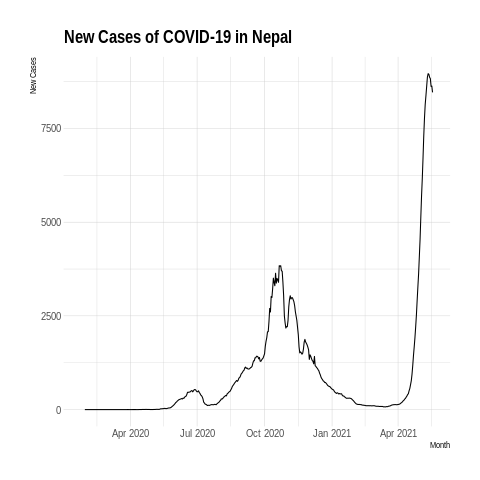 New Cases of COVID-19 in Nepal
New Cases
7500
5000
2500
0
Apr 2020 Jul 2020 Oct 2020 Jan 2021 Apr 2021
Month